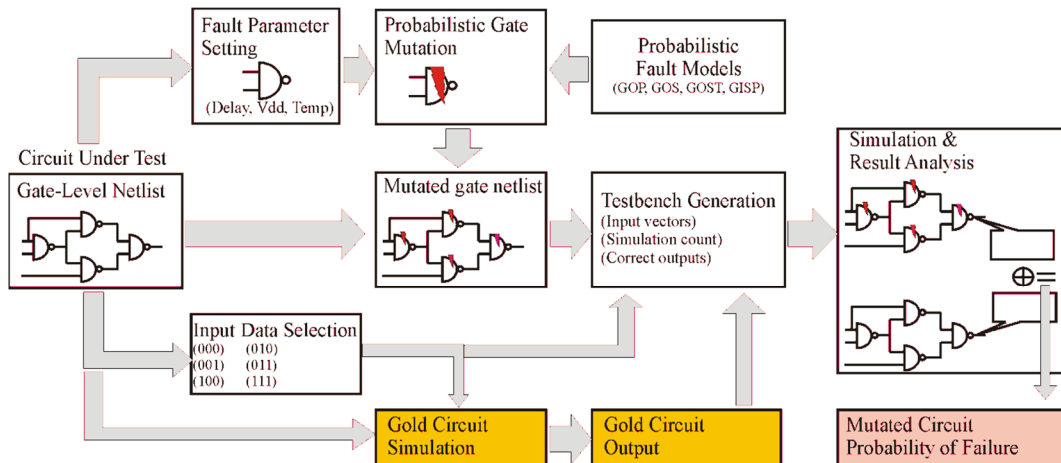 Fault Parameter
Setting
(Delay, Vdd, Temp)
Probabilistic Gate
Mutation
Probabilistic
Fault Models
(GOP, GOS, GOST, GISP)
Circuit Under Test
Gate-Level Netlist
Mutated gate netlist
Testbench Generation
(Input vectors)
(Simulation count)
(Correct outputs)
Simulation &
Result Analysis
Input Data Selection
(000) (010)
(001) (011)
(100) (111)
Gold Circuit
Simulation
Gold Circuit
Output
Mutated Circuit
Probability of Failure